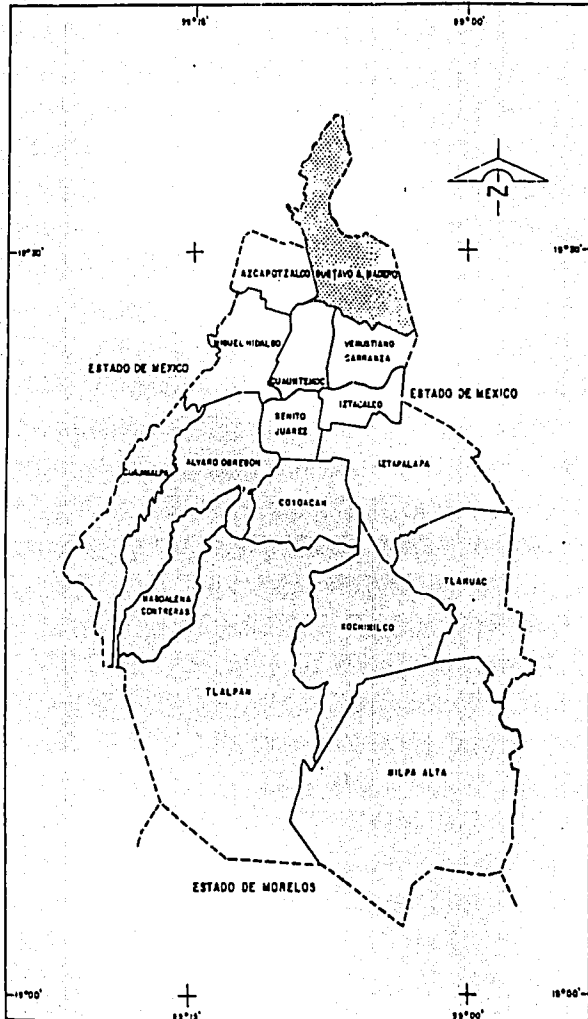 99°15'
99°00'
N
19°30'
19°30'
AZCAPOTZALCO
GUSTAVO A. MADERO
MIGUEL HIDALGO
VENUSTIANO
CARRANZA
ESTADO DE MÉXICO
CUAUHTEMOC
ESTADO DE MEXICO
IZTACALCO
BENITO
JUAREZ
CUAJIMALPA
ALVARO OBREGON
IZTAPALAPA
COYOACAN
TLAHUAC
MAGDALENA
CONTRERAS
XOCHIMILCO
TLALPAN
MILPA ALTA
ESTADO DE MORELOS
19°00'
19°00'
99°15'
99°00'